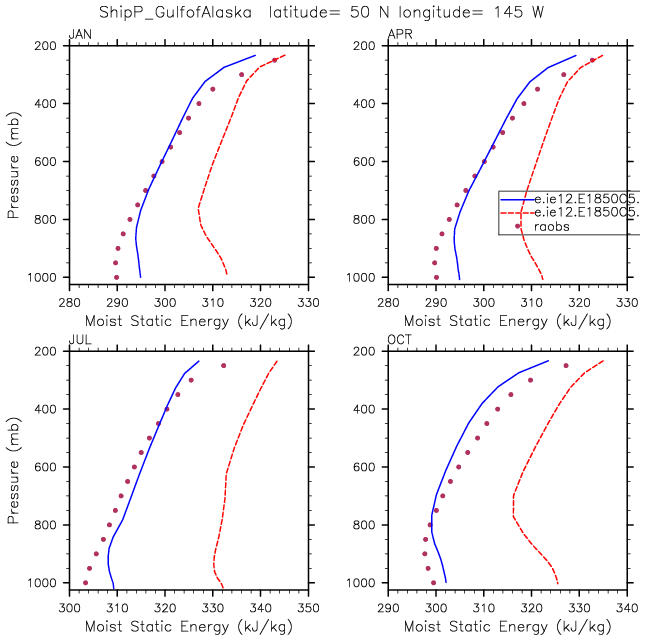 ShipP_GulfofAlaska latitude= 50 N longitude= 145 W
JAN
200
400
600
800
1000
Pressure (mb)
280 290 300 310 320 330
Moist Static Energy (kJ/kg)
APR
200
400
600
800
1000
e.ie12.E1850C5.
e.ie12.E1850C5.
raobs
290 300 310 320 330
Moist Static Energy (kJ/kg)
JUL
200
400
600
800
1000
Pressure (mb)
300 310 320 330 340 350
Moist Static Energy (kJ/kg)
OCT
200
400
600
800
1000
290 300 310 320 330 340
Moist Static Energy (kJ/kg)